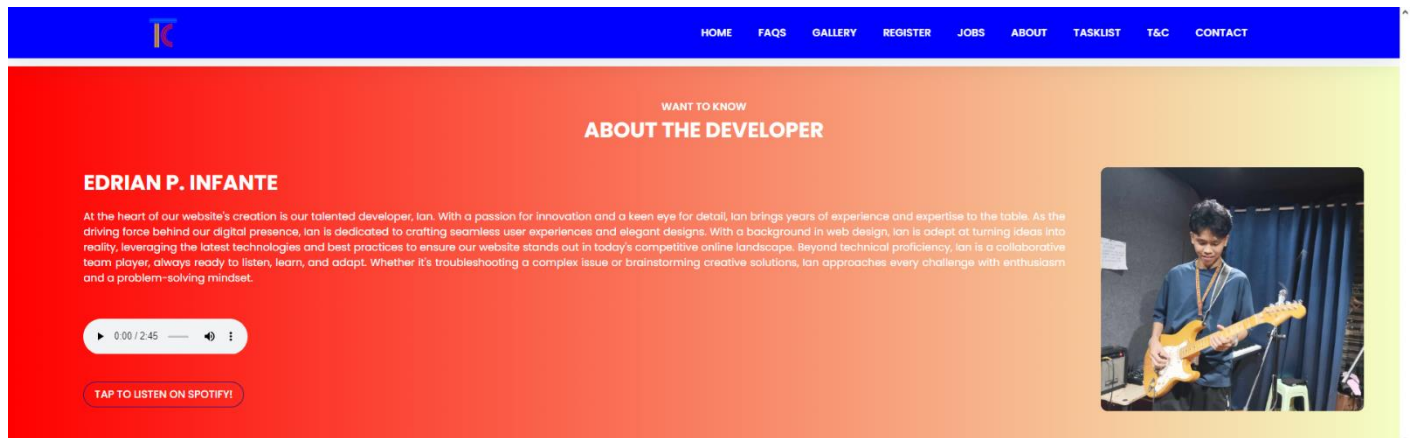 TC
HOME FAQS GALLERY REGISTER JOBS ABOUT TASKLIST T&C CONTACT
WANT TO KNOW
ABOUT THE DEVELOPER
EDRIAN P. INFANTE
At the heart of our website's creation is our talented developer, Ian. With a passion for innovation and a keen eye for detail, Ian brings years of experience and expertise to the table. As the
driving force behind our digital presence, Ian is dedicated to crafting seamless user experiences and elegant designs. With a background in web design, Ian is adept at turning ideas into
reality, leveraging the latest technologies and best practices to ensure our website stands out in today's competitive online landscape. Beyond technical proficiency, Ian is a collaborative
team player, always ready to listen, learn, and adapt. Whether it's troubleshooting a complex issue or brainstorming creative solutions, Ian approaches every challenge with enthusiasm
and a problem-solving mindset.
0:00 / 2:45
TAP TO LISTEN ON SPOTIFY!